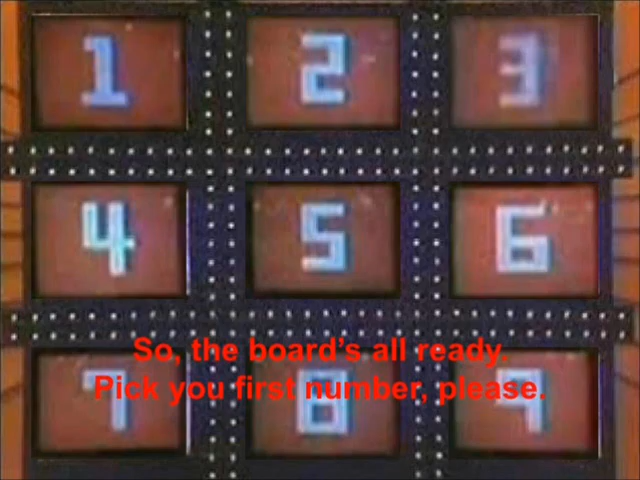 1 2 3
4 5 6
So, the board's all ready.
Pick you first number, please.
7 8 9